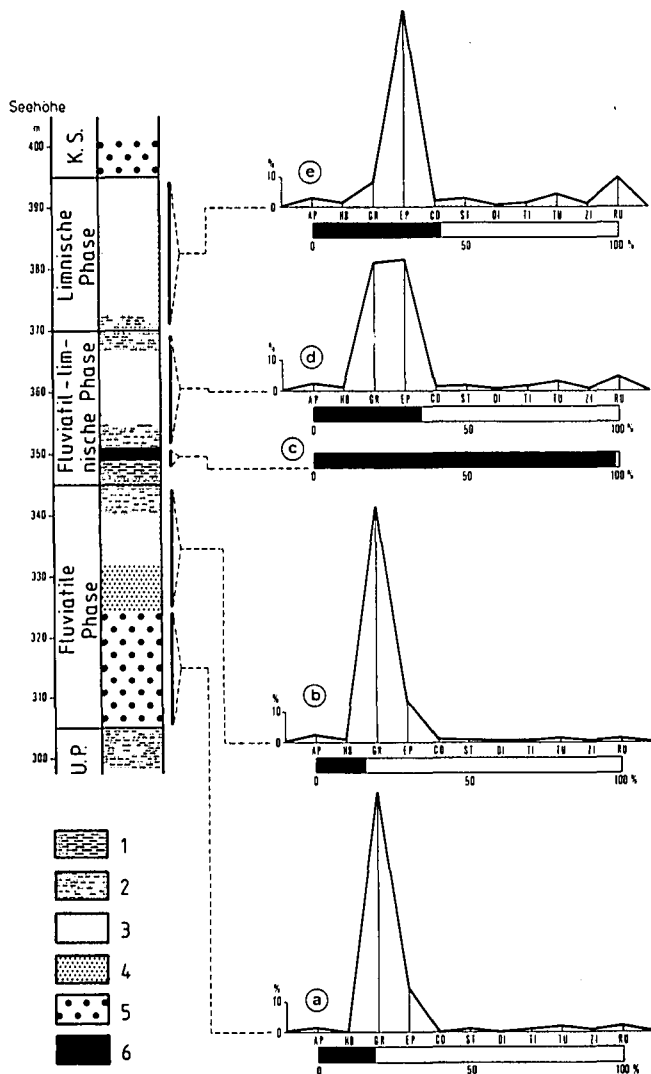 Seehöhe
m
400
390
380
370
360
350
340
330
320
310
300
K.S.
Limnische
Phase
Fluviatil-lim-
nische Phase
Fluviatile
Phase
U.P.
1
2
3
4
5
6
e
%
10
0
AP HB GR EP CD ST DI TI TU ZI RU
0 50 100 %
d
%
10
0
AP HB GR EP CD ST DI TI TU ZI RU
0 50 100 %
c
0 50 100 %
b
%
10
0
AP HB GR EP CD ST DI TI TU ZI RU
0 50 100 %
a
%
10
0
AP HB GR EP CD ST DI TI TU ZI RU
0 50 100 %